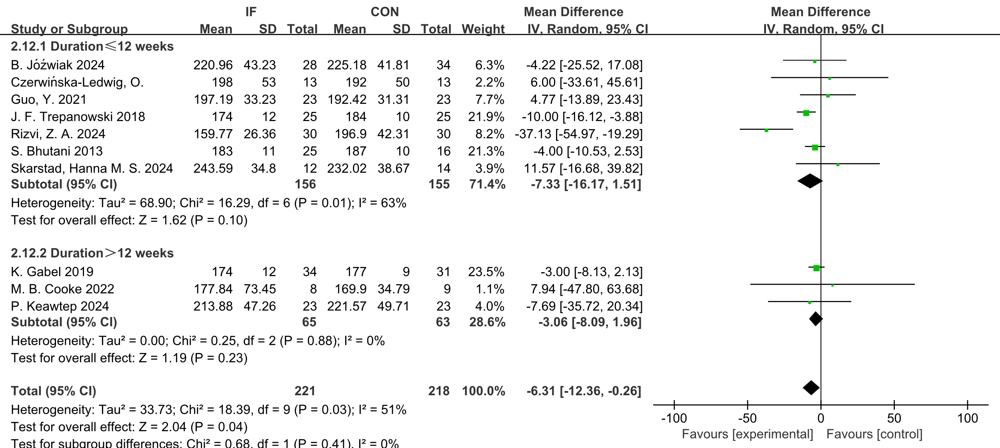 IF CON Mean Difference Mean Difference
Study or Subgroup Mean SD Total Mean SD Total Weight IV, Random, 95% CI IV, Random, 95% CI
2.12.1 Duration⩽12 weeks
B. Jóźwiak 2024 220.96 43.23 28 225.18 41.81 34 6.3% -4.22 [-25.52, 17.08]
Czerwińska-Ledwig, O. 198 53 13 192 50 13 2.2% 6.00 [-33.61, 45.61]
Guo, Y. 2021 197.19 33.23 23 192.42 31.31 23 7.7% 4.77 [-13.89, 23.43]
J. F. Trepanowski 2018 174 12 25 184 10 25 21.9% -10.00 [-16.12, -3.88]
Rizvi, Z. A. 2024 159.77 26.36 30 196.9 42.31 30 8.2% -37.13 [-54.97, -19.29]
S. Bhutani 2013 183 11 25 187 10 16 21.3% -4.00 [-10.53, 2.53]
Skarstad, Hanna M. S. 2024 243.59 34.8 12 232.02 38.67 14 3.9% 11.57 [-16.68, 39.82]
Subtotal (95% CI) 156 155 71.4% -7.33 [-16.17, 1.51]
Heterogeneity: Tau² = 68.90; Chi² = 16.29, df = 6 (P = 0.01); I² = 63%
Test for overall effect: Z = 1.62 (P = 0.10)
2.12.2 Duration＞12 weeks
K. Gabel 2019 174 12 34 177 9 31 23.5% -3.00 [-8.13, 2.13]
M. B. Cooke 2022 177.84 73.45 8 169.9 34.79 9 1.1% 7.94 [-47.80, 63.68]
P. Keawtep 2024 213.88 47.26 23 221.57 49.71 23 4.0% -7.69 [-35.72, 20.34]
Subtotal (95% CI) 65 63 28.6% -3.06 [-8.09, 1.96]
Heterogeneity: Tau² = 0.00; Chi² = 0.25, df = 2 (P = 0.88); I² = 0%
Test for overall effect: Z = 1.19 (P = 0.23)
Total (95% CI) 221 218 100.0% -6.31 [-12.36, -0.26]
Heterogeneity: Tau² = 33.73; Chi² = 18.39, df = 9 (P = 0.03); I² = 51%
Test for overall effect: Z = 2.04 (P = 0.04)
Test for subgroup differences: Chi² = 0.68, df = 1 (P = 0.41), I² = 0%
-100 -50 0 50 100
Favours [experimental] Favours [control]